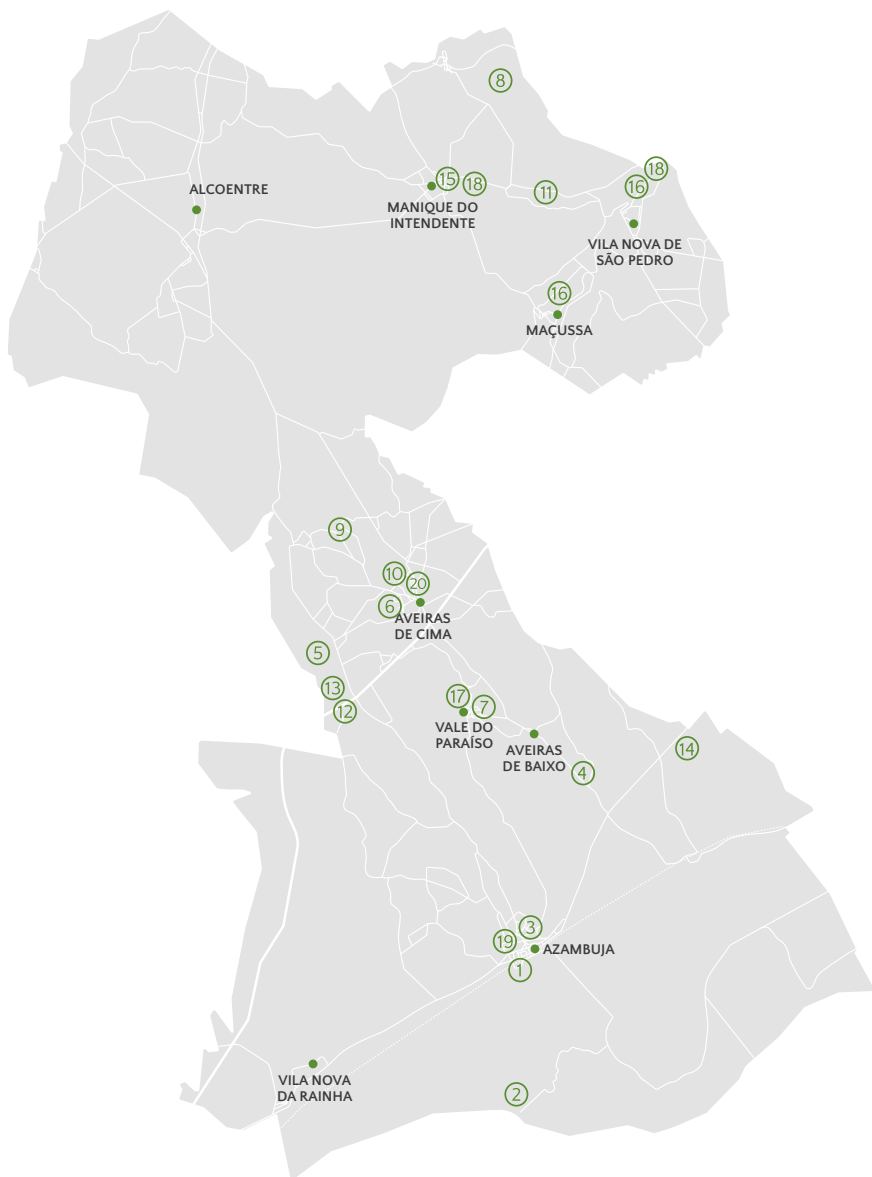 8
18
15
18
16
ALCOENTRE
11
MANIQUE DO
INTENDENTE
VILA NOVA DE
SÃO PEDRO
16
MAÇUSSA
9
10
20
6
AVEIRAS
DE CIMA
5
13
12
17
7
VALE DO
PARAÍSO
AVEIRAS
DE BAIXO
14
4
3
19
AZAMBUJA
1
VILA NOVA
DA RAINHA
2